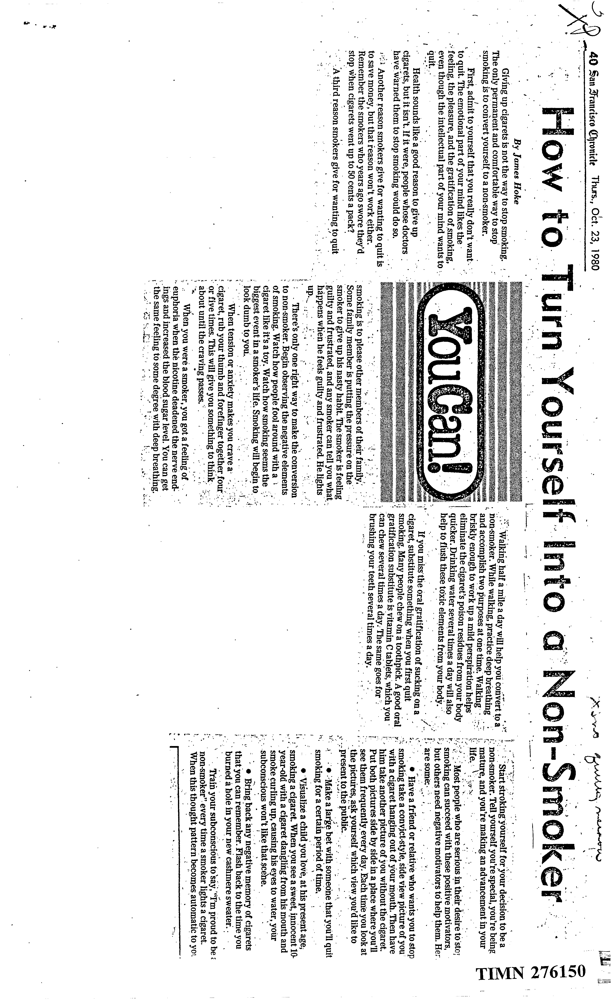 40 San Francisco Chronicle Thurs., Oct. 23, 1980
How to Turn Yourself Into a Non-Smoker
By James Hoke
Giving up cigarets is not the way to stop smoking.
The only permanent and comfortable way to stop
smoking is to convert yourself to a non-smoker.
First, admit to yourself that you really don't want
to quit. The emotional part of your mind likes the
feeling, the pleasure, and the gratification of smoking,
even though the intellectual part of your mind wants to
quit.
Health sounds like a good reason to give up
cigarets, but it isn't. If it were, people whose doctors
have warned them to stop smoking would do so.
Another reason smokers give for wanting to quit is
to save money, but that reason won't work either.
Remember the smokers who years ago swore they'd
stop when cigarets went up to 50 cents a pack?
A third reason smokers give for wanting to quit
You Can!
smoking is to please other members of their family.
Some family member is putting the pressure on the
smoker to give up his nasty habit. The smoker is feeling
guilty and frustrated, and any smoker can tell you what
happens when he feels guilty and frustrated. He lights
up.
There's only one right way to make the conversion
to non-smoker. Begin observing the negative elements
of smoking. Watch how people fool around with a
cigaret like it's a toy. Watch how smoking seems the
biggest event in a smoker's life. Smoking will begin to
look dumb to you.
When tension or anxiety makes you crave a
cigaret, rub your thumb and forefinger together four
or five times. This will give you something to think
about until the craving passes.
When you were a smoker, you got a feeling of
euphoria when the nicotine deadened the nerve end-
ings and increased the blood sugar level. You can get
the same feeling to some degree with deep breathing
Walking half a mile a day will help you convert to a
non-smoker. While walking, practice deep breathing
and accomplish two purposes at one time. Walking
briskly enough to work up a mild perspiration helps
eliminate the cigaret's poison residues from your body
quicker. Drinking water several times a day will also
help to flush these toxic elements from your body.
If you miss the oral gratification of sucking on a
cigaret, substitute something when you first quit
smoking. Many people chew on a toothpick. A good oral
gratification substitute is vitamin C tablets, which you
can chew several times a day. The same goes for
brushing your teeth several times a day.
Start stroking yourself for your decision to be a
non-smoker. Tell yourself you're special, you're being
mature, and you're making an advancement in your
life.
Most people who are serious in their desire to stop
smoking can succeed with these positive motivators,
but others need negative motivators to help them. Her
are some:
• Have a friend or relative who wants you to stop
smoking take a convict-style, side view picture of you
with a cigaret hanging out of your mouth. Then have
him take another picture of you without the cigaret.
Put both pictures side by side in a place where you'll
see them frequently every day. Each time you look at
the pictures, ask yourself which view you'd like to
present to the public.
• Make a large bet with someone that you'll quit
smoking for a certain period of time.
• Visualize a child you love, at his present age,
smoking a cigaret. When you see a sweet, innocent 10-
year-old with a cigaret dangling from his mouth and
smoke curling up, causing his eyes to water, your
subconscious won't like that scene.
• Bring back any negative memory of cigarets
that you can remember. Flash back to the time you
burned a hole in your new cashmere sweater.
Train your subconscious to say, "I'm proud to be a
non-smoker" every time a smoker lights a cigaret.
When this thought pattern becomes automatic to you
TIMN 276150